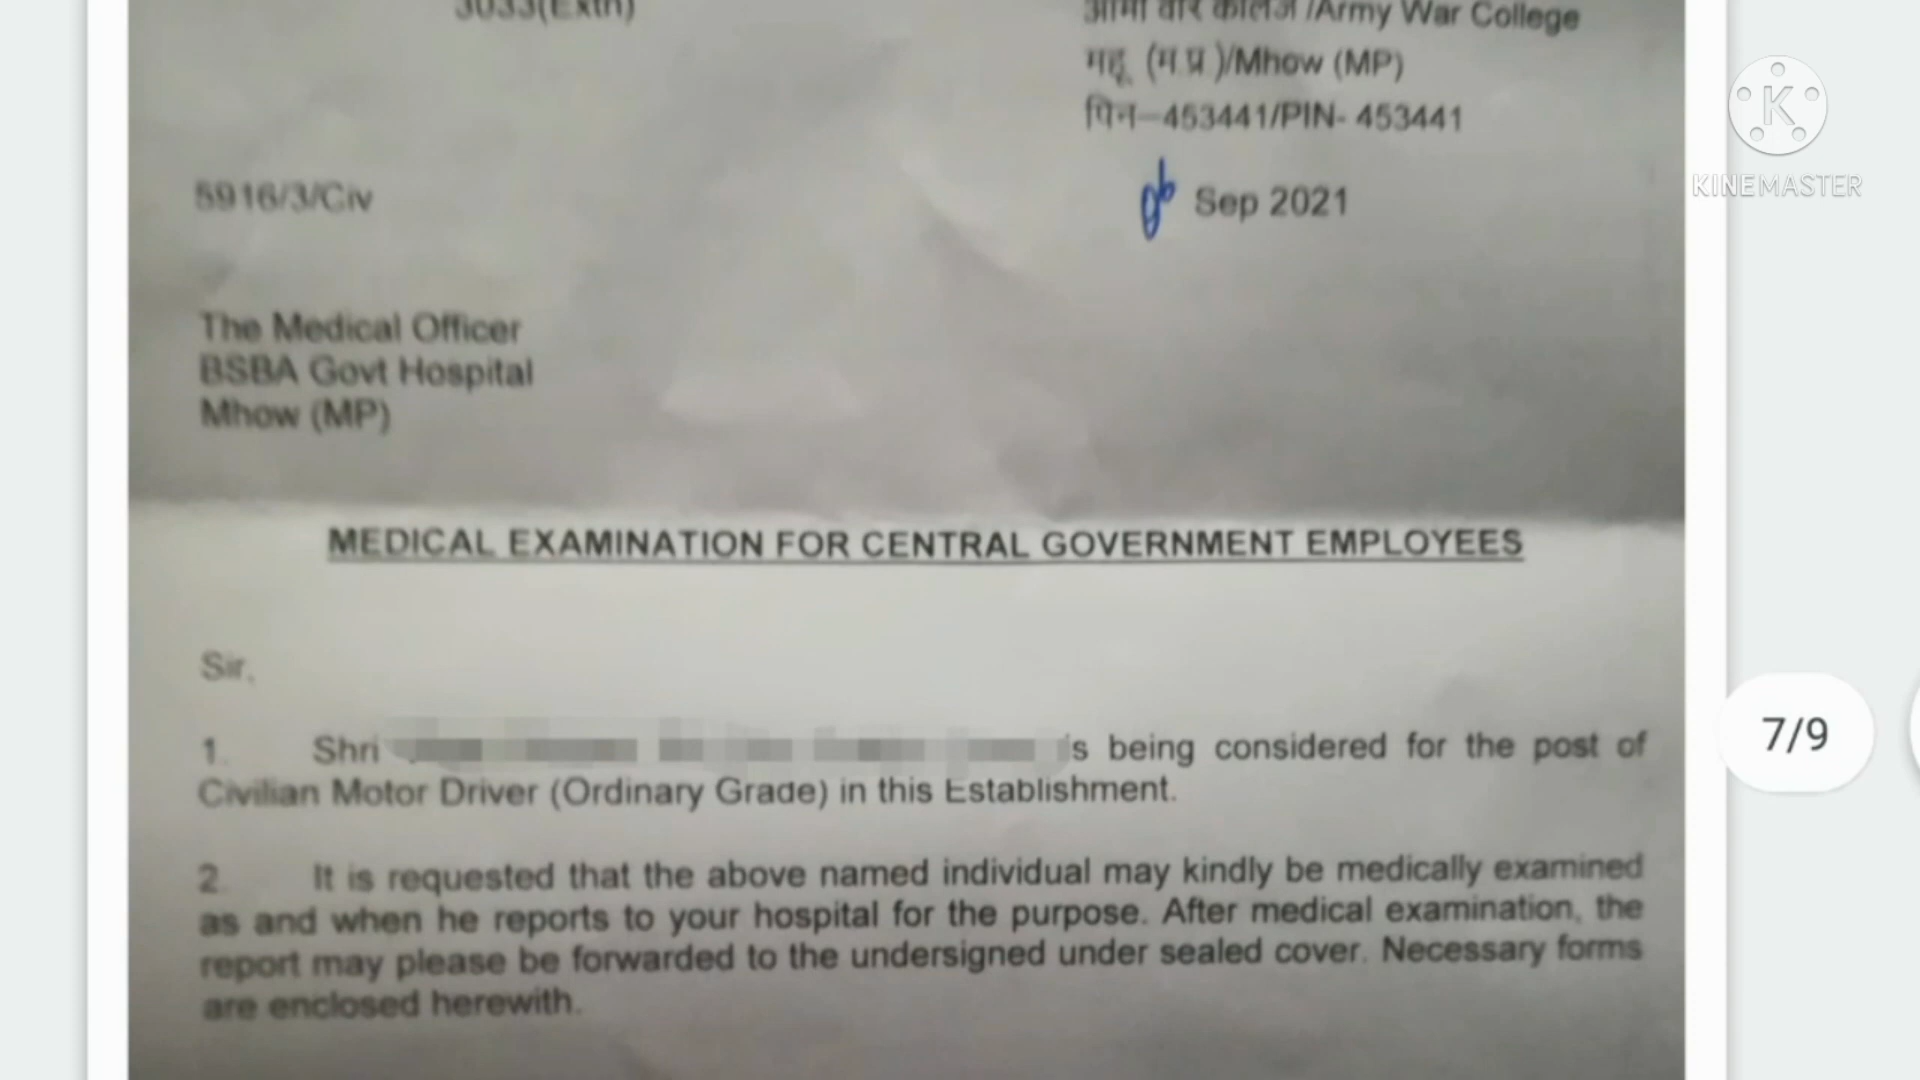 3033(Extn)
आर्मी वार कॉलेज /Army War College
महू (म.प्र.)/Mhow (MP)
पिन-453441/PIN- 453441
KINEMASTER
5916/3/Civ
Sep 2021
The Medical Officer
BSBA Govt Hospital
Mhow (MP)
MEDICAL EXAMINATION FOR CENTRAL GOVERNMENT EMPLOYEES
Sir,
1. Shri 's being considered for the post of
Civilian Motor Driver (Ordinary Grade) in this Establishment.
7/9
2. It is requested that the above named individual may kindly be medically examined
as and when he reports to your hospital for the purpose. After medical examination, the
report may please be forwarded to the undersigned under sealed cover. Necessary forms
are enclosed herewith.